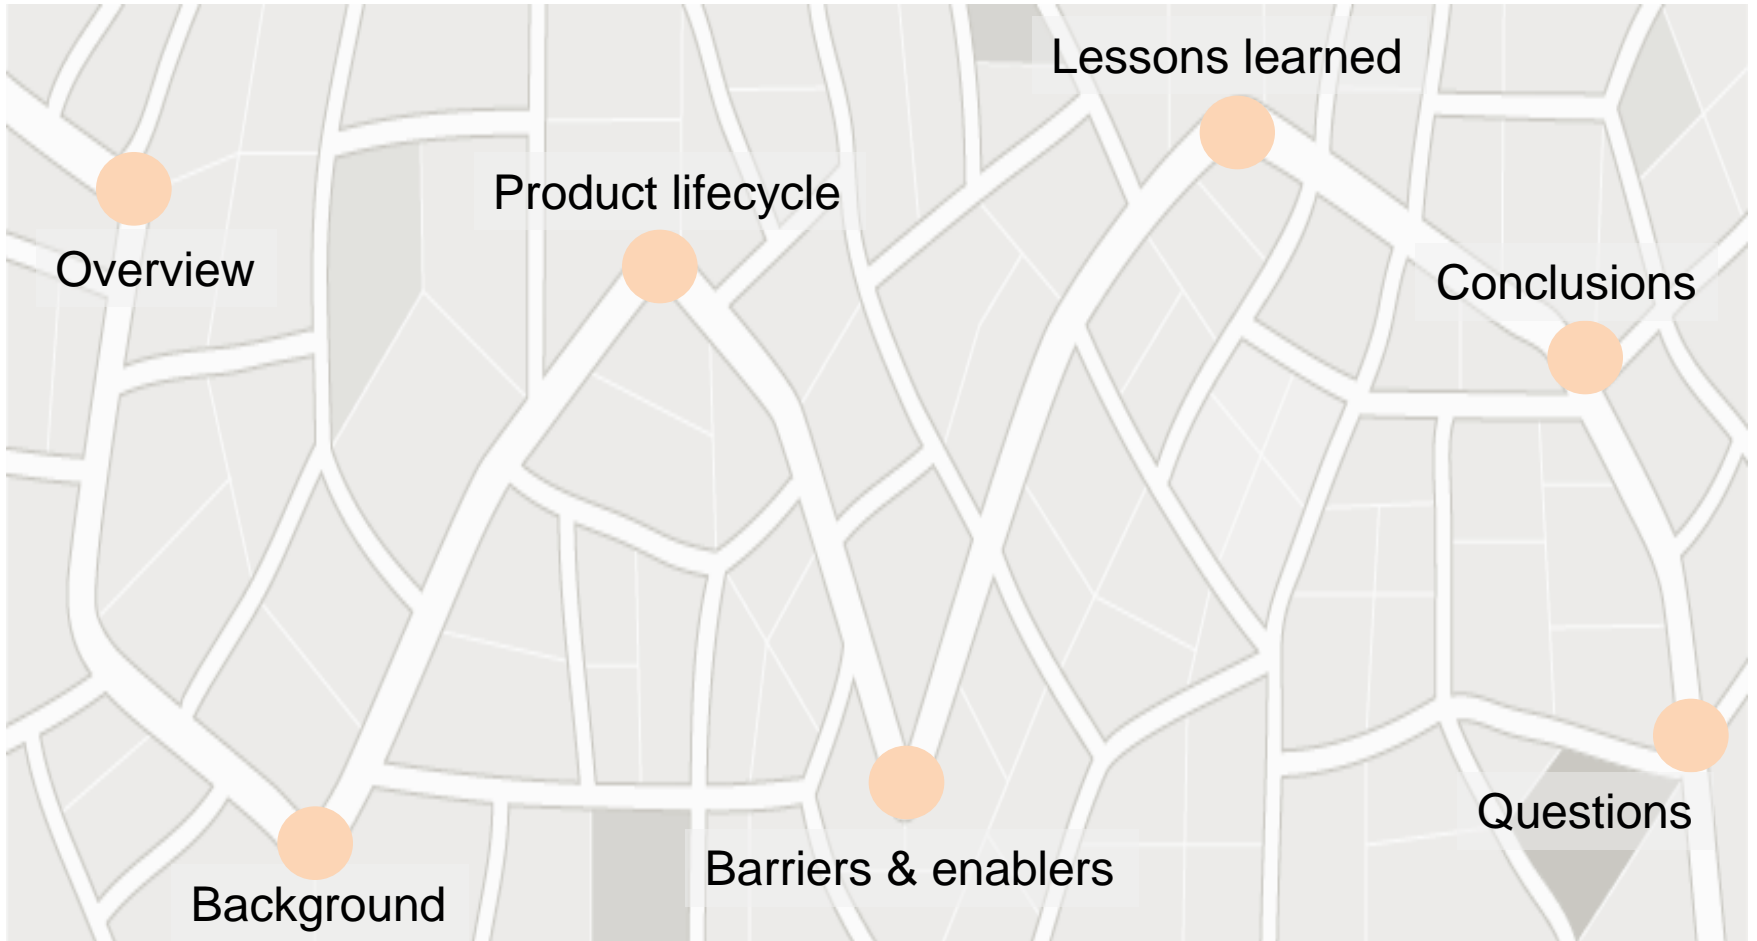 Overview
Background
Product lifecycle
Barriers & enablers
Lessons learned
Conclusions
Questions